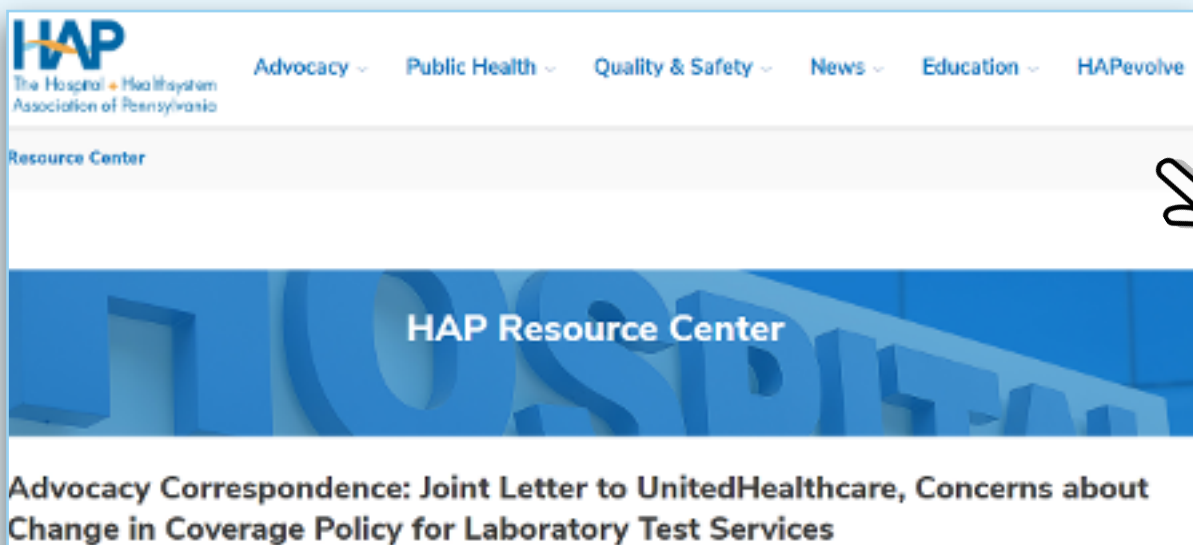 HAP
The Hospital + Healthsystem
Association of Pennsylvania
Advocacy
Public Health
Quality & Safety
News
Education
HAPevolve
Resource Center
HOSPITAL
HAP Resource Center
Advocacy Correspondence: Joint Letter to UnitedHealthcare, Concerns about
Change in Coverage Policy for Laboratory Test Services